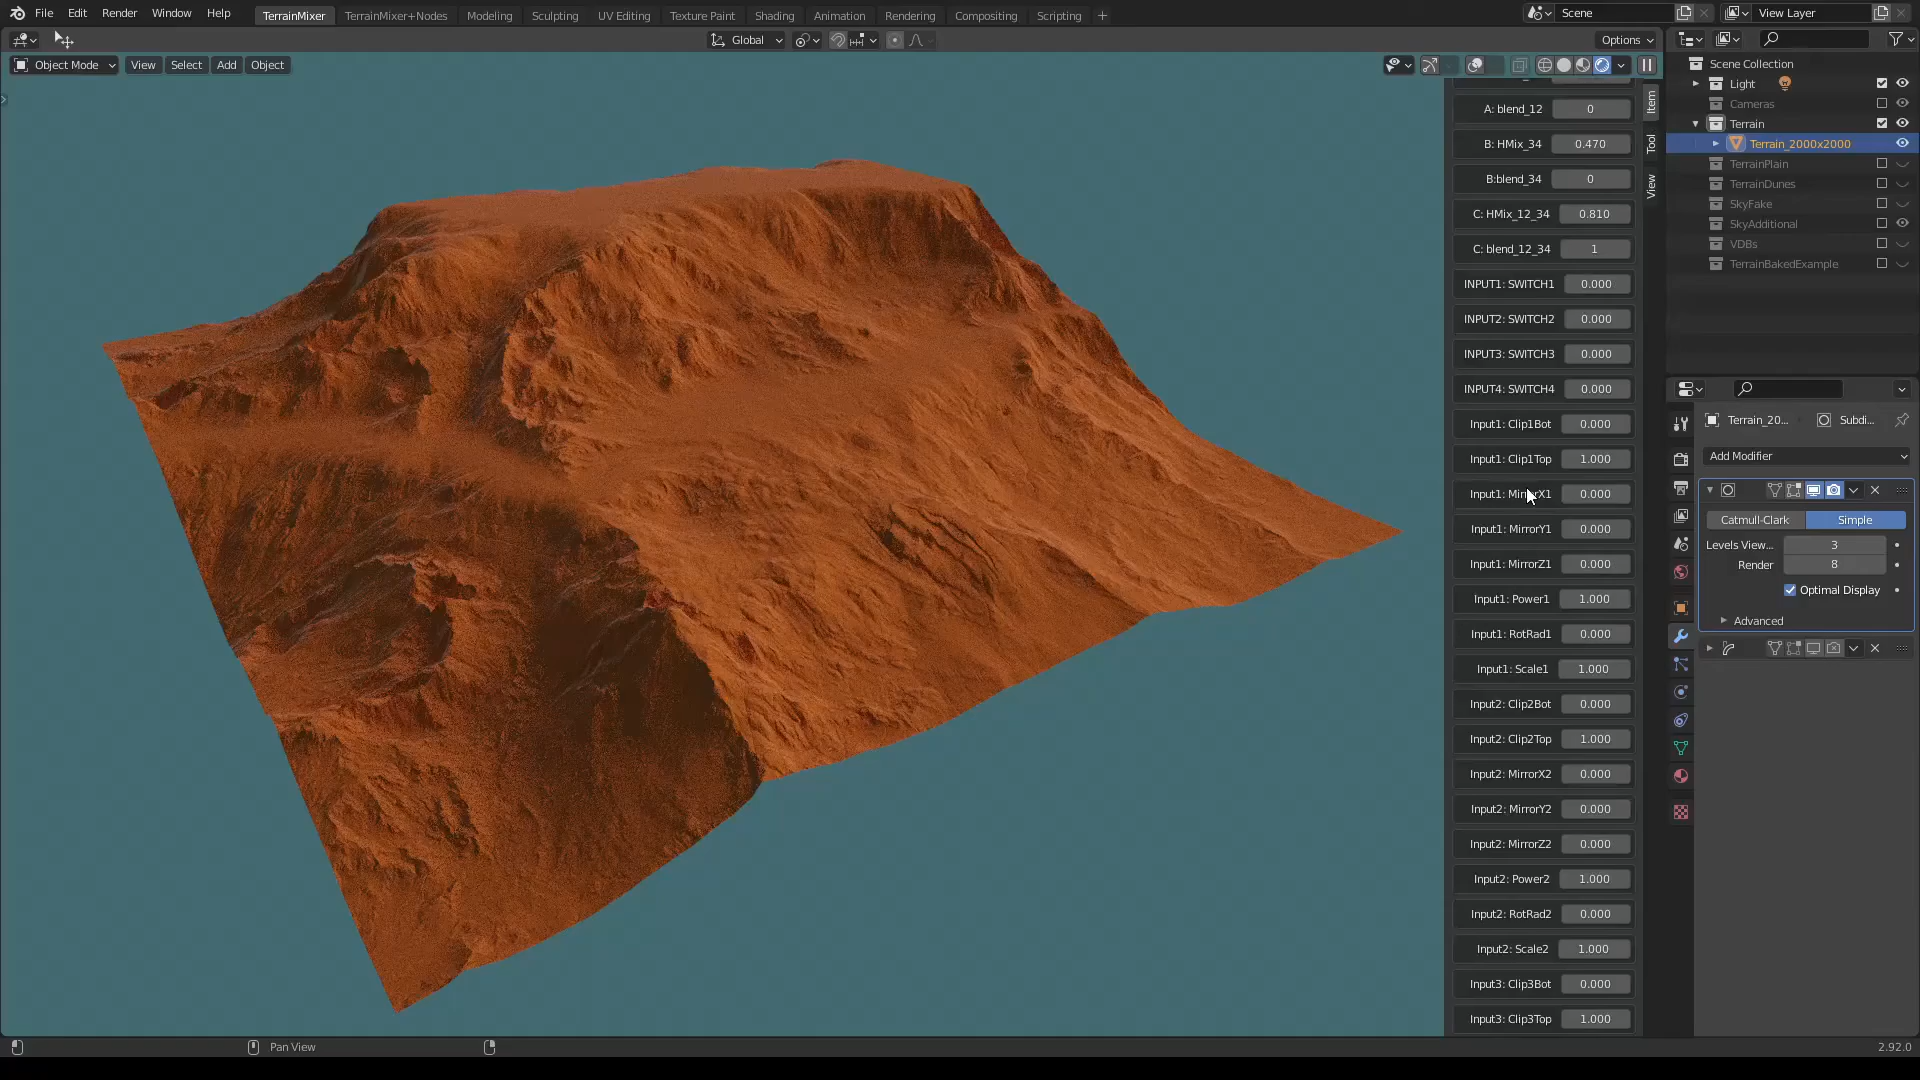 File Edit Render Window Help TerrainMixer TerrainMixer+Nodes Modeling Sculpting UV Editing Texture Paint Shading Animation Rendering Compositing Scripting + Scene View Layer
Global Options
Object Mode View Select Add Object
Item
Tool
View
A: blend_12 0
B: HMix_34 0.470
B:blend_34 0
C: HMix_12_34 0.810
C: blend_12_34 1
INPUT1: SWITCH1 0.000
INPUT2: SWITCH2 0.000
INPUT3: SWITCH3 0.000
INPUT4: SWITCH4 0.000
Input1: Clip1Bot 0.000
Input1: Clip1Top 1.000
Input1: MirrorX1 0.000
Input1: MirrorY1 0.000
Input1: MirrorZ1 0.000
Input1: Power1 1.000
Input1: RotRad1 0.000
Input1: Scale1 1.000
Input2: Clip2Bot 0.000
Input2: Clip2Top 1.000
Input2: MirrorX2 0.000
Input2: MirrorY2 0.000
Input2: MirrorZ2 0.000
Input2: Power2 1.000
Input2: RotRad2 0.000
Input2: Scale2 1.000
Input3: Clip3Bot 0.000
Input3: Clip3Top 1.000
Scene Collection
Light
Cameras
Terrain
Terrain_2000x2000
TerrainPlain
TerrainDunes
SkyFake
SkyAdditional
VDBs
TerrainBakedExample
Terrain_20... Subdi...
Add Modifier
Catmull-Clark Simple
Levels View... 3
Render 8
Optimal Display
Advanced
Pan View 2.92.0